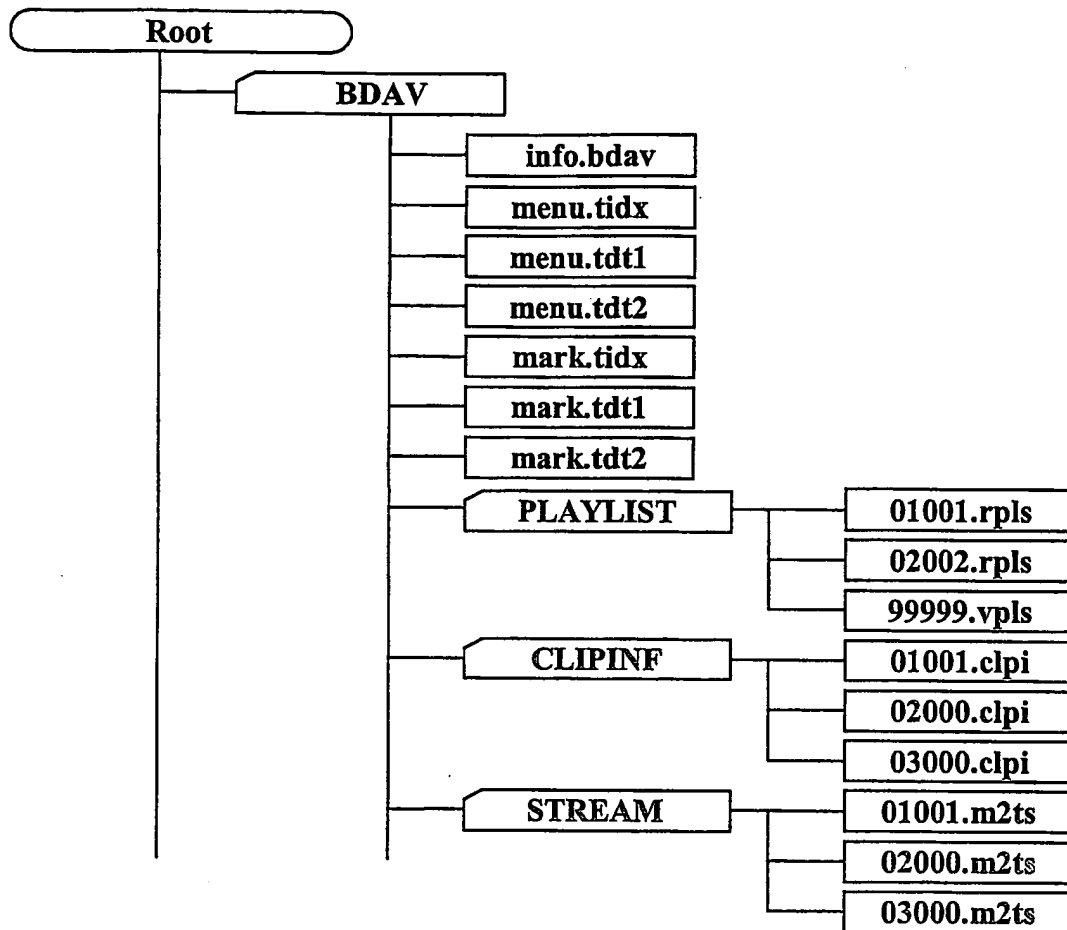 Root
BDAV
info.bdav
menu.tidx
menu.tdt1
menu.tdt2
mark.tidx
mark.tdt1
mark.tdt2
PLAYLIST
01001.rpls
02002.rpls
99999.vpls
CLIPINF
01001.clpi
02000.clpi
03000.clpi
STREAM
01001.m2ts
02000.m2ts
03000.m2ts